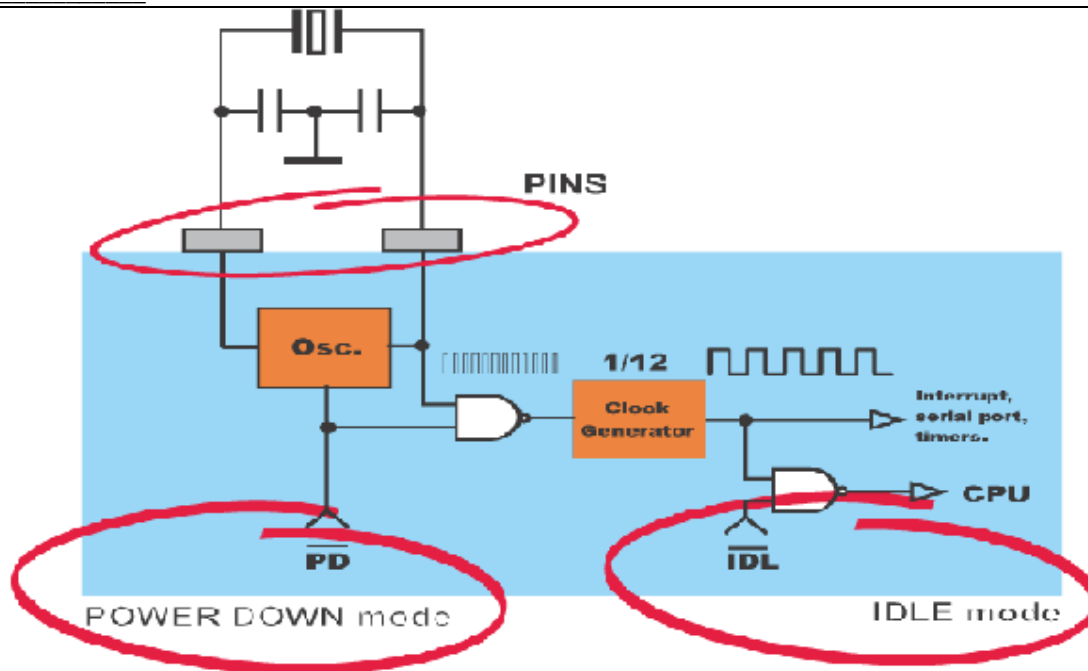 PINS
Osc.
1/12
Clock
Generator
Interrupt,
serial port,
timers.
CPU
PD
IDL
POWER DOWN mode
IDLE mode